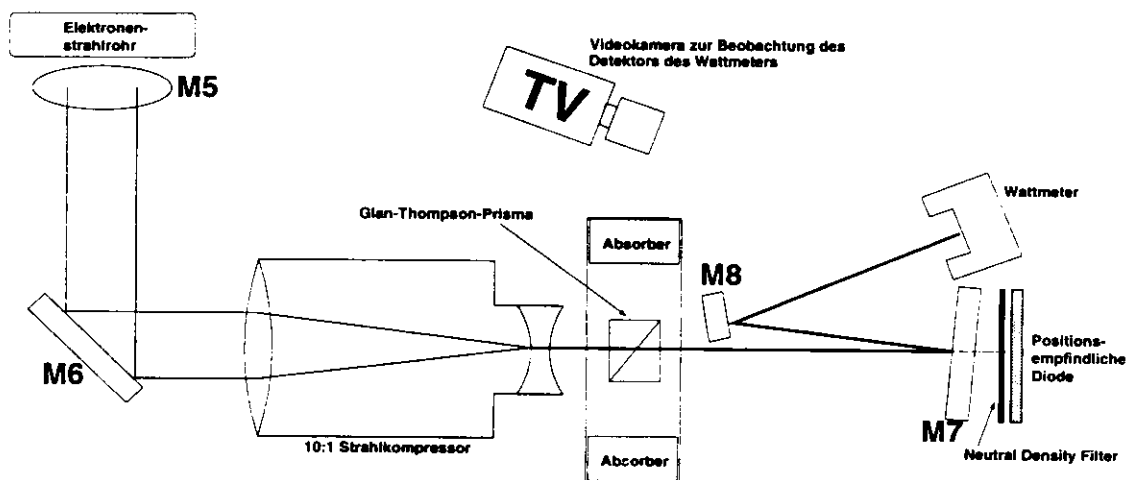 Elektronen-
strahlrohr
M5
Videokamera zur Beobachtung des
Detektors des Wattmeters
TV
Wattmeter
Glan-Thompson-Prisma
Absorber
M8
M6
Positions-
empfindliche
Diode
M7
10:1 Strahlkompressor
Neutral Density Filter
Abcorber